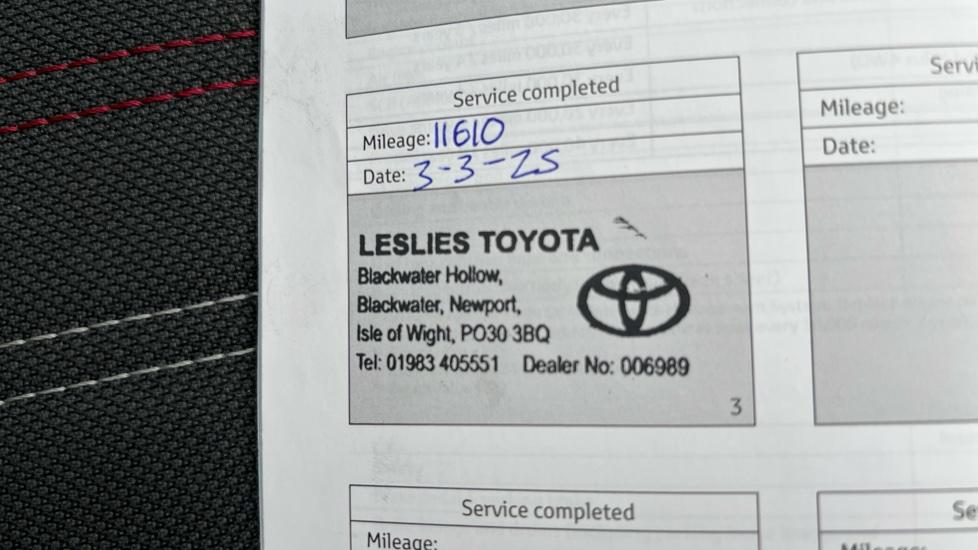 Service completed
Mileage: 11610
Date: 3-3-25
LESLIES TOYOTA
Blackwater Hollow,
Blackwater, Newport,
Isle of Wight, PO30 3BQ
Tel: 01983 405551 Dealer No: 006989
3
Mileage:
Date:
Service completed
Mileage: